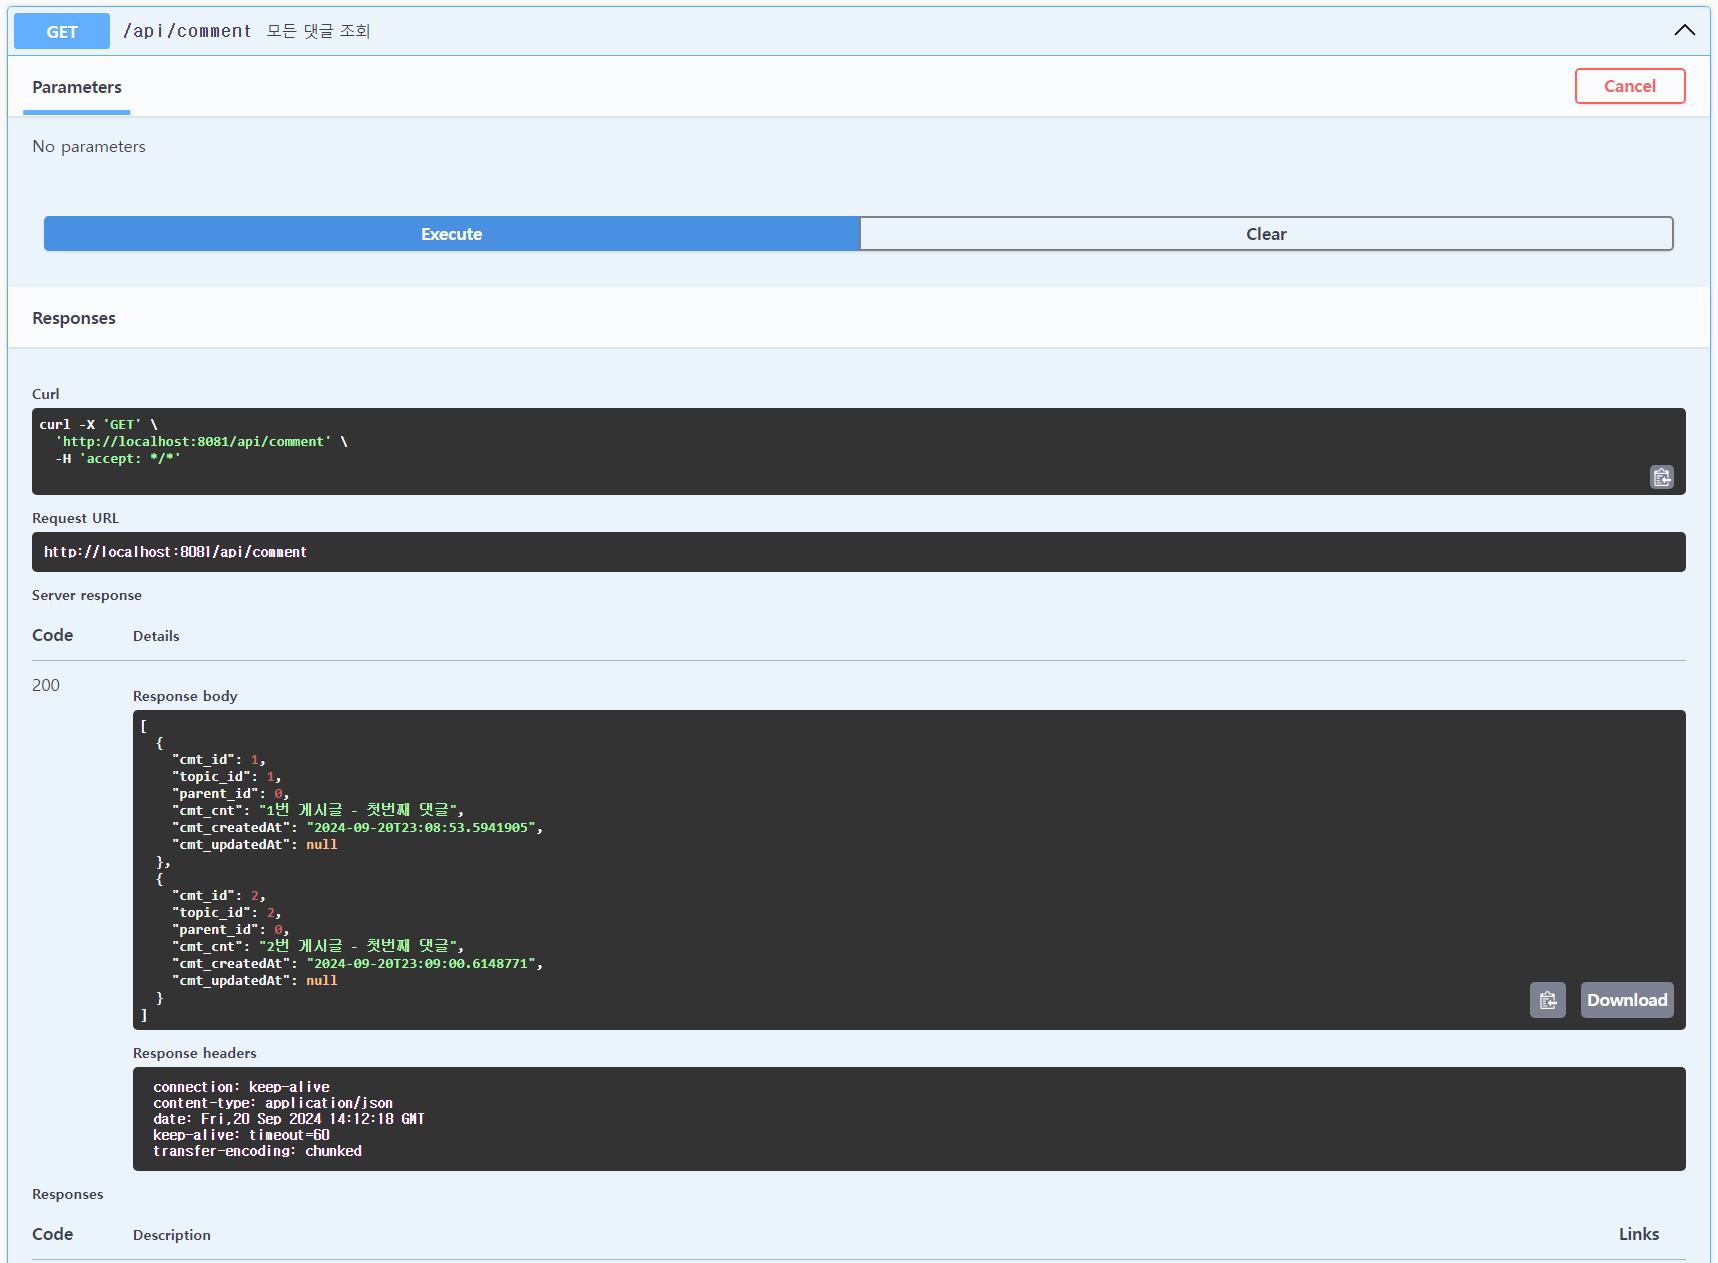 GET /api/comment 모든 댓글 조회
Parameters
Cancel
No parameters
Execute
Clear
Responses
Curl
curl -X 'GET' \
'http://localhost:8081/api/comment' \
-H 'accept: */*'
Request URL
http://localhost:8081/api/comment
Server response
Code Details
200
Response body
[
{
"cmt_id": 1,
"topic_id": 1,
"parent_id": 0,
"cmt_cnt": "1번 게시글 - 첫번째 댓글",
"cmt_createdAt": "2024-09-20T23:08:53.5941905",
"cmt_updatedAt": null
},
{
"cmt_id": 2,
"topic_id": 2,
"parent_id": 0,
"cmt_cnt": "2번 게시글 - 첫번째 댓글",
"cmt_createdAt": "2024-09-20T23:09:00.6148771",
"cmt_updatedAt": null
}
]
Download
Response headers
connection: keep-alive
content-type: application/json
date: Fri,20 Sep 2024 14:12:18 GMT
keep-alive: timeout=60
transfer-encoding: chunked
Responses
Code Description Links